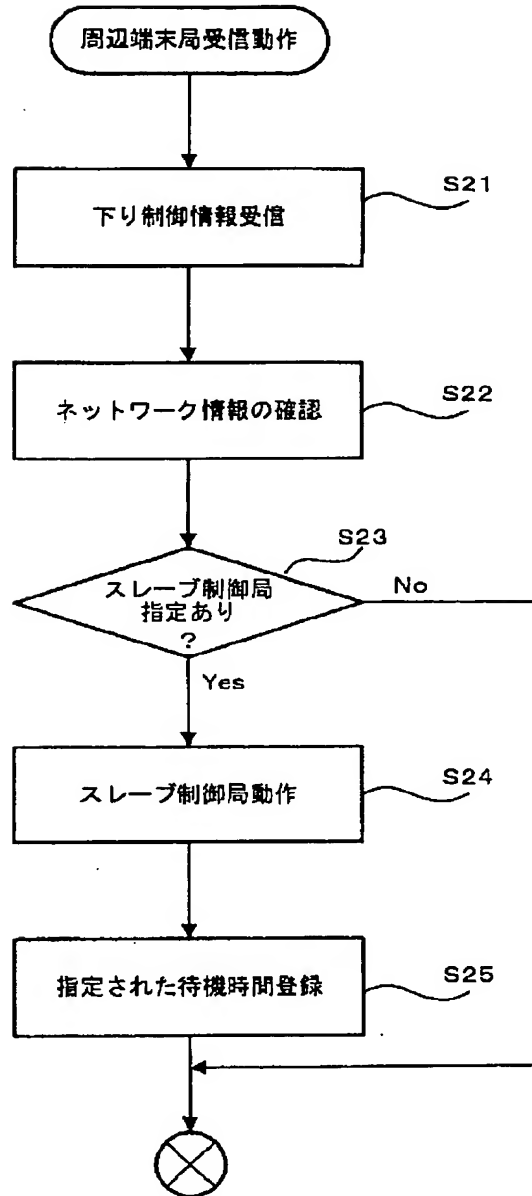 周辺端末局受信動作
S21
下り制御情報受信
S22
ネットワーク情報の確認
S23
スレーブ制御局
指定あり
?
No
Yes
S24
スレーブ制御局動作
S25
指定された待機時間登録